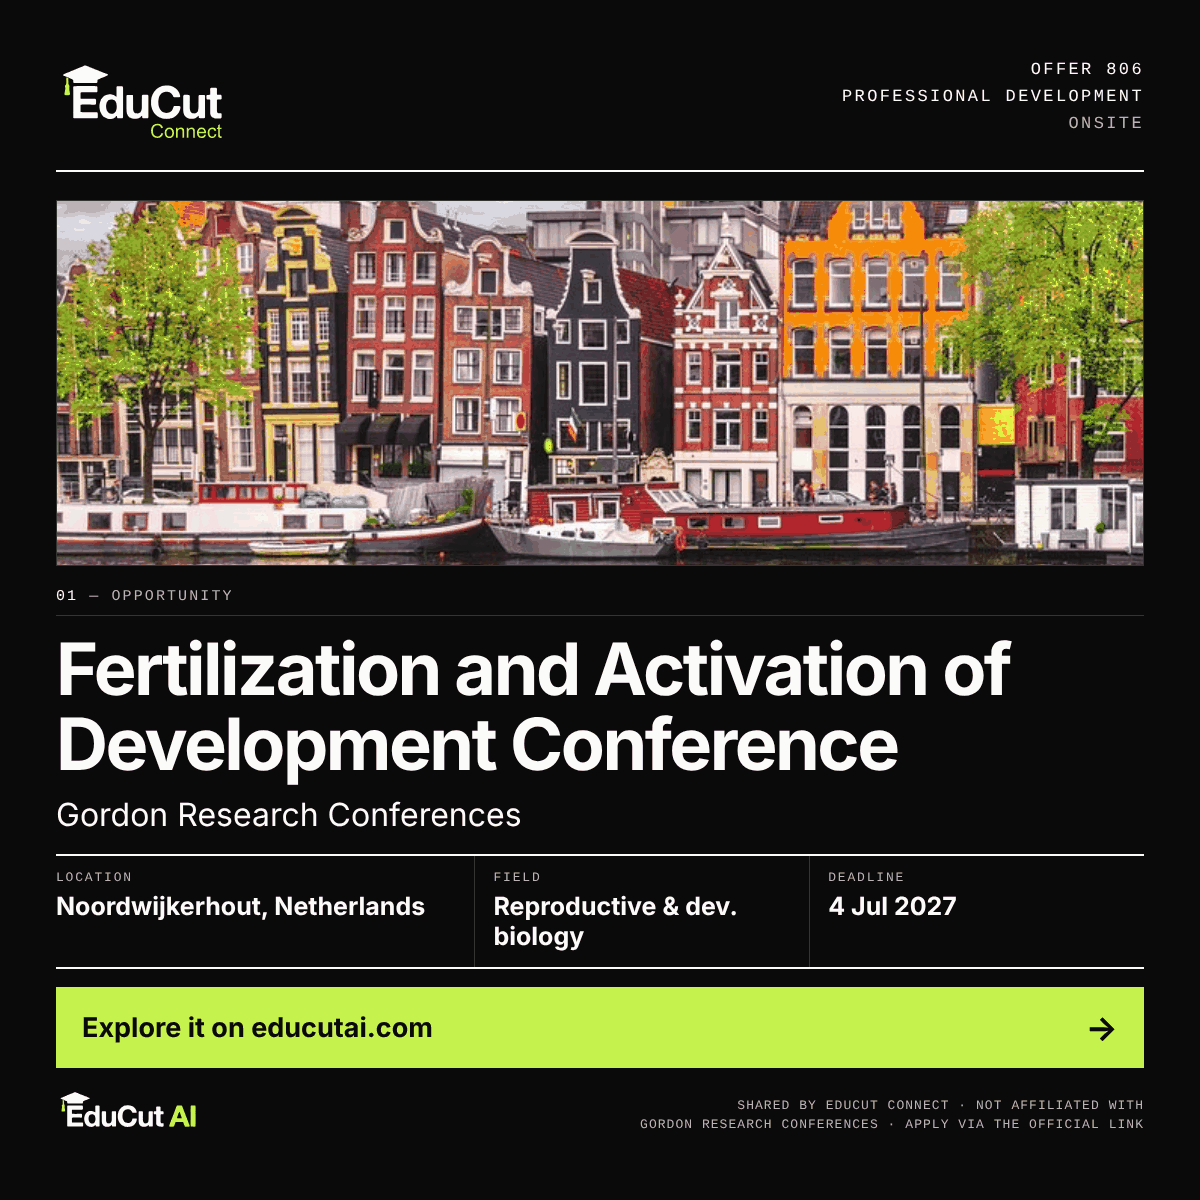 EduCut
Connect
OFFER 806
PROFESSIONAL DEVELOPMENT
ONSITE
01 — OPPORTUNITY
Fertilization and Activation of
Development Conference
Gordon Research Conferences
LOCATION
Noordwijkerhout, Netherlands
FIELD
Reproductive & dev.
biology
DEADLINE
4 Jul 2027
Explore it on educutai.com →
EduCut AI
SHARED BY EDUCUT CONNECT · NOT AFFILIATED WITH
GORDON RESEARCH CONFERENCES · APPLY VIA THE OFFICIAL LINK